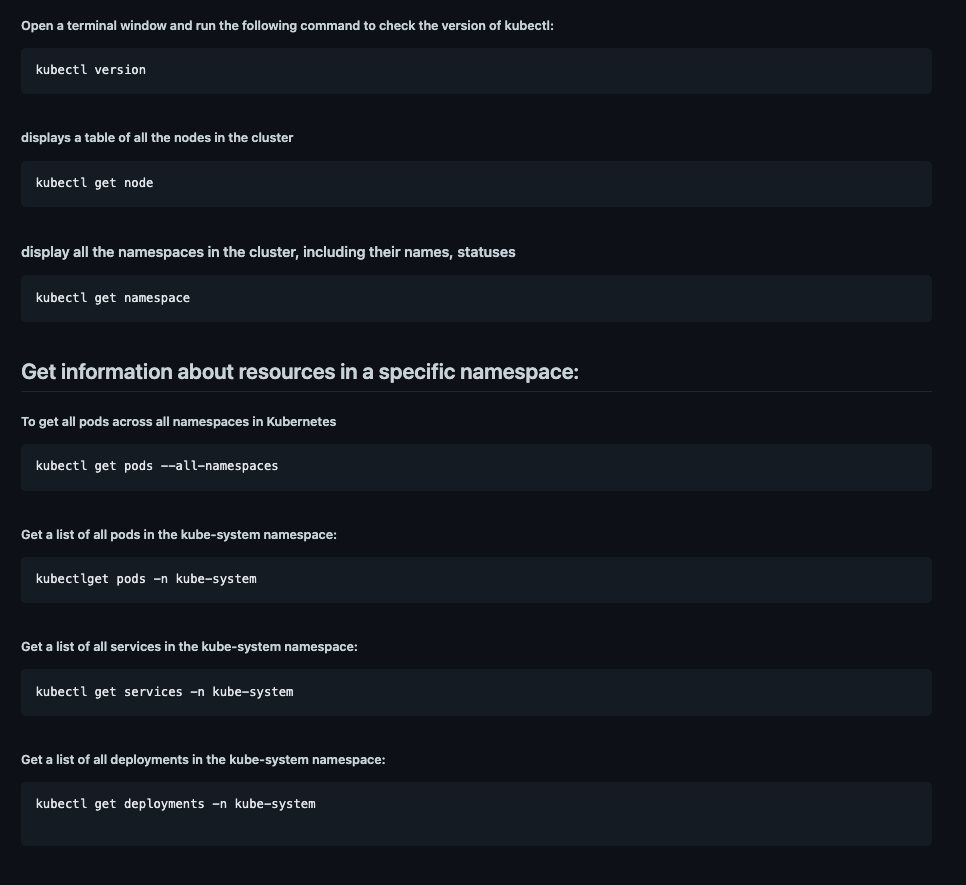 Open a terminal window and run the following command to check the version of kubectl:
kubectl version
displays a table of all the nodes in the cluster
kubectl get node
display all the namespaces in the cluster, including their names, statuses
kubectl get namespace
Get information about resources in a specific namespace:
To get all pods across all namespaces in Kubernetes
kubectl get pods --all-namespaces
Get a list of all pods in the kube-system namespace:
kubectlget pods -n kube-system
Get a list of all services in the kube-system namespace:
kubectl get services -n kube-system
Get a list of all deployments in the kube-system namespace:
kubectl get deployments -n kube-system